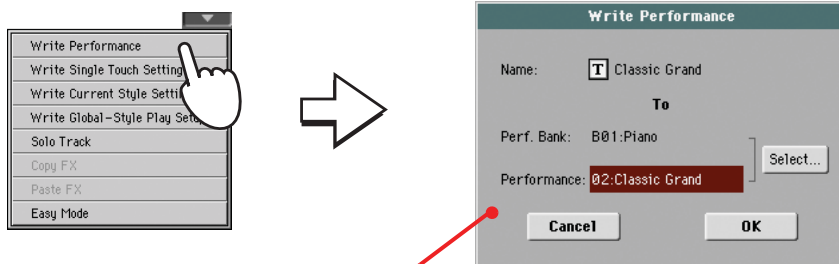 Write Performance
Write Single Touch Setting
Write Current Style Setti
Write Global-Style Play Setu
Solo Track
Copy FX
Paste FX
Easy Mode
Write Performance
Name: T Classic Grand
To
Perf. Bank: B01:Piano
Select...
Performance: 02:Classic Grand
Cancel OK